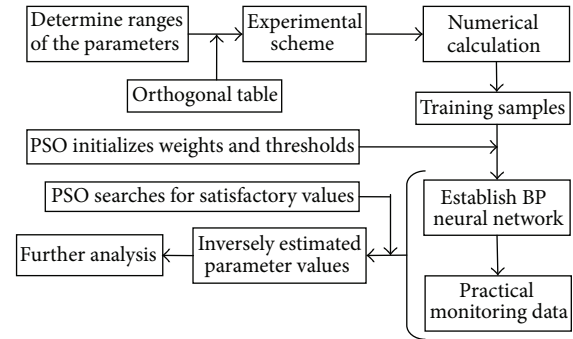 Determine ranges
of the parameters
Experimental
scheme
Numerical
calculation
Orthogonal table
Training samples
PSO initializes weights and thresholds
PSO searches for satisfactory values
Establish BP
neural network
Further analysis
Inversely estimated
parameter values
Practical
monitoring data